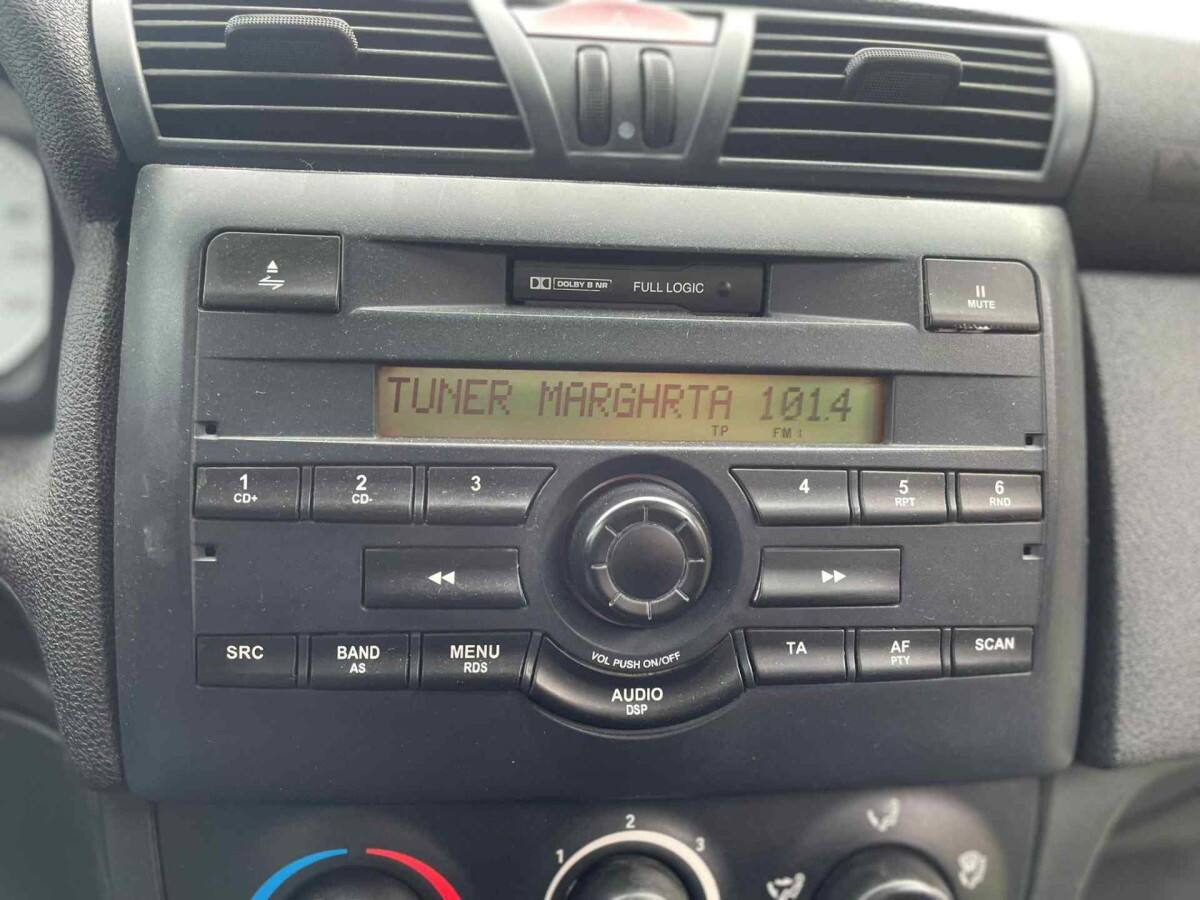 DOLBY B NR FULL LOGIC
MUTE
TUNER MARGHRTA 101.4
TP FM 1
1 2 3 4 5 6
CD+ CD- RPT RND
SRC BAND MENU TA AF SCAN
AS RDS PTY
VOL PUSH ON/OFF
AUDIO
DSP
1 2 3